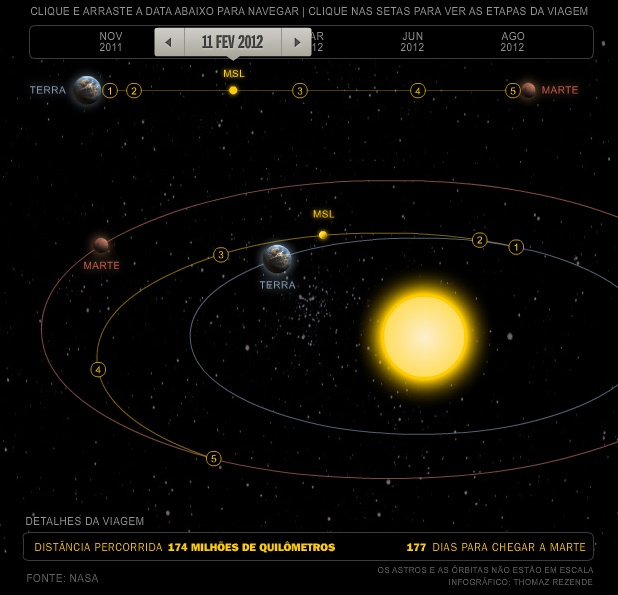 CLIQUE E ARRASTE A DATA ABAIXO PARA NAVEGAR | CLIQUE NAS SETAS PARA VER AS ETAPAS DA VIAGEM
NOV 2011
11 FEV 2012
AR 12
JUN 2012
AGO 2012
MSL
TERRA 1 2 3 4 5 MARTE
MSL
2 1
3
MARTE
TERRA
4
5
DETALHES DA VIAGEM
DISTÂNCIA PERCORRIDA 174 MILHÕES DE QUILÔMETROS 177 DIAS PARA CHEGAR A MARTE
OS ASTROS E AS ÓRBITAS NÃO ESTÃO EM ESCALA
FONTE: NASA
INFOGRÁFICO: THOMAZ REZENDE